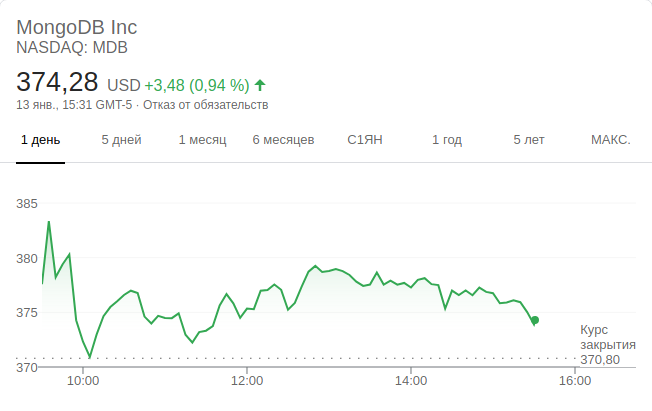 MongoDB Inc
NASDAQ: MDB
374,28 USD +3,48 (0,94 %)
13 янв., 15:31 GMT-5 · Отказ от обязательств
1 день 5 дней 1 месяц 6 месяцев С1ЯН 1 год 5 лет МАКС.
385
380
375
Курс
закрытия
370,80
370
10:00 12:00 14:00 16:00